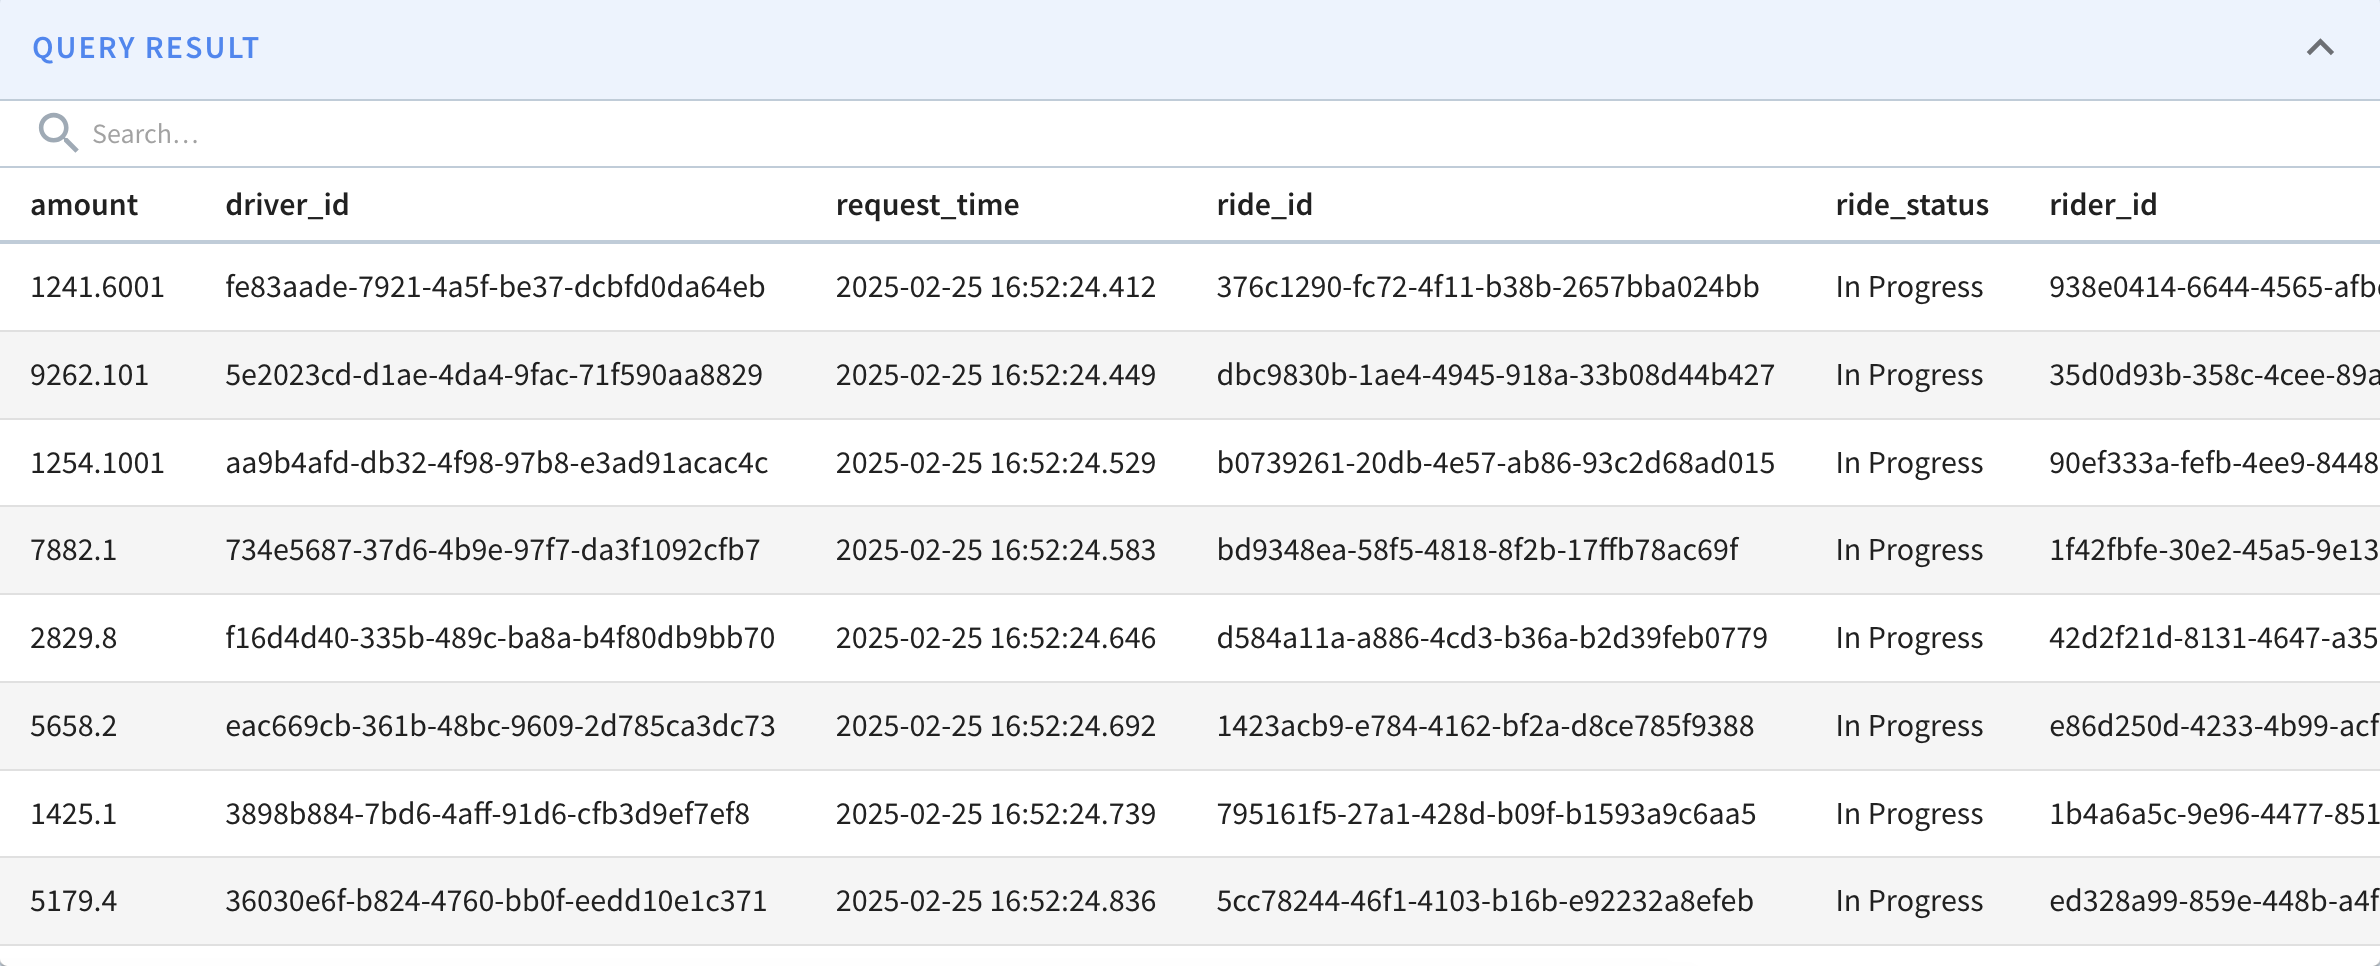 QUERY RESULT
Search...
amount driver_id request_time ride_id ride_status rider_id
1241.6001 fe83aade-7921-4a5f-be37-dcbfd0da64eb 2025-02-25 16:52:24.412 376c1290-fc72-4f11-b38b-2657bba024bb In Progress 938e0414-6644-4565-afb
9262.101 5e2023cd-d1ae-4da4-9fac-71f590aa8829 2025-02-25 16:52:24.449 dbc9830b-1ae4-4945-918a-33b08d44b427 In Progress 35d0d93b-358c-4cee-89a
1254.1001 aa9b4afd-db32-4f98-97b8-e3ad91acac4c 2025-02-25 16:52:24.529 b0739261-20db-4e57-ab86-93c2d68ad015 In Progress 90ef333a-fefb-4ee9-8448
7882.1 734e5687-37d6-4b9e-97f7-da3f1092cfb7 2025-02-25 16:52:24.583 bd9348ea-58f5-4818-8f2b-17ffb78ac69f In Progress 1f42fbfe-30e2-45a5-9e13
2829.8 f16d4d40-335b-489c-ba8a-b4f80db9bb70 2025-02-25 16:52:24.646 d584a11a-a886-4cd3-b36a-b2d39feb0779 In Progress 42d2f21d-8131-4647-a35
5658.2 eac669cb-361b-48bc-9609-2d785ca3dc73 2025-02-25 16:52:24.692 1423acb9-e784-4162-bf2a-d8ce785f9388 In Progress e86d250d-4233-4b99-acf
1425.1 3898b884-7bd6-4aff-91d6-cfb3d9ef7ef8 2025-02-25 16:52:24.739 795161f5-27a1-428d-b09f-b1593a9c6aa5 In Progress 1b4a6a5c-9e96-4477-851
5179.4 36030e6f-b824-4760-bb0f-eedd10e1c371 2025-02-25 16:52:24.836 5cc78244-46f1-4103-b16b-e92232a8efeb In Progress ed328a99-859e-448b-a4f